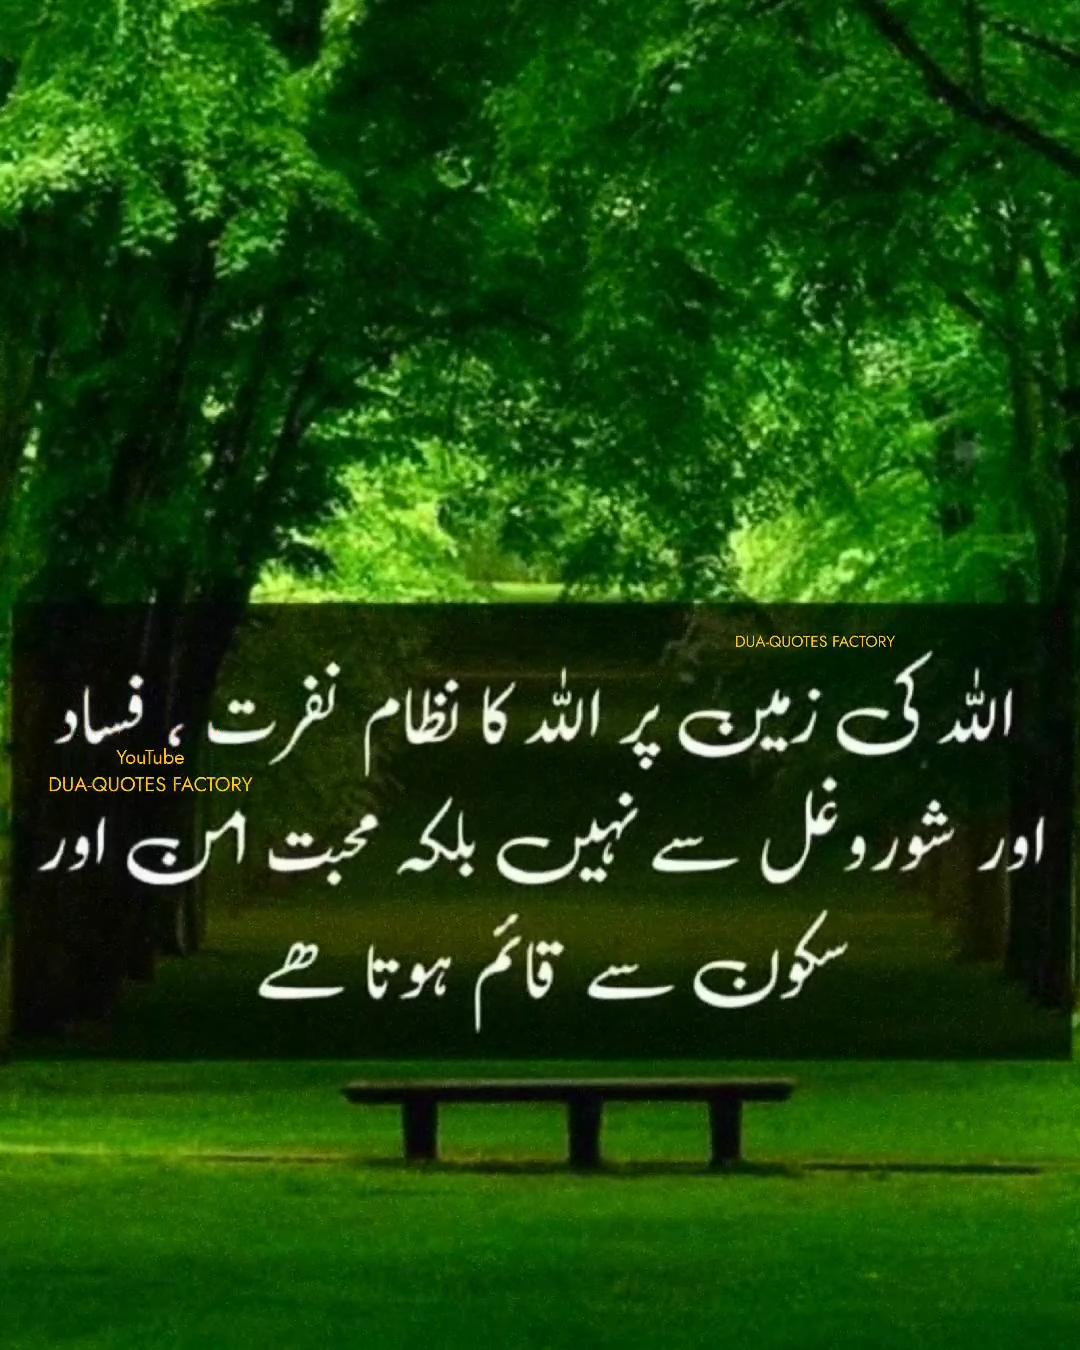 DUA-QUOTES FACTORY
اللہ کی زمین پر اللہ کا نظام نفرت ، فساد
YouTube
DUA-QUOTES FACTORY
اور شور و غل سے نہیں بلکہ محبت امن اور
سکون سے قائم ہوتا ھے